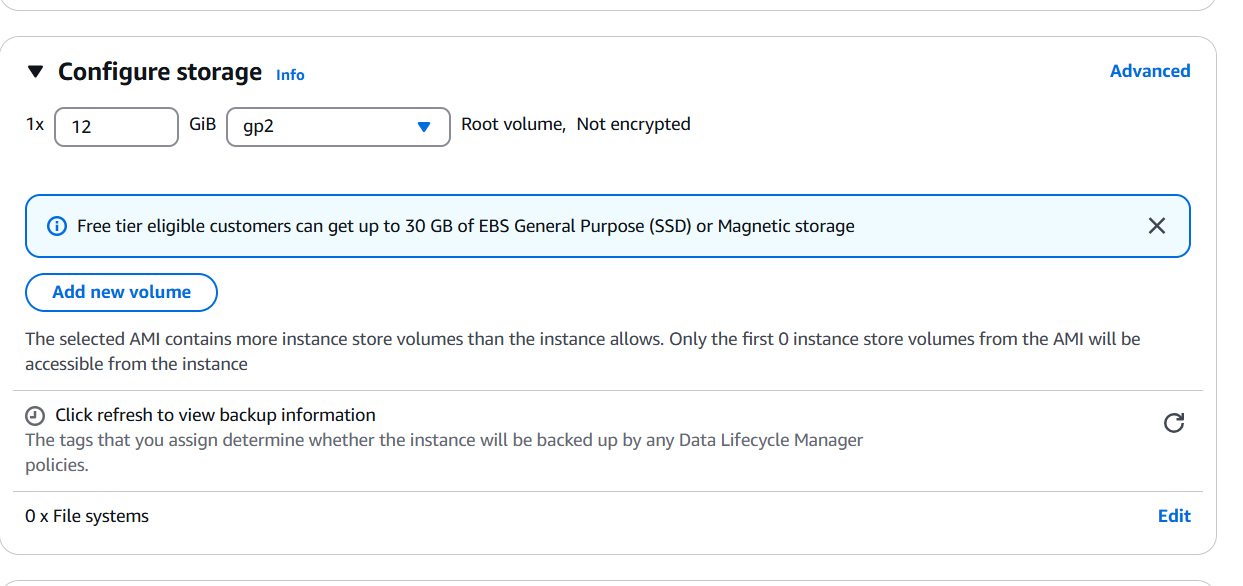 Configure storage Info Advanced
1x 12 GiB gp2 Root volume, Not encrypted
Free tier eligible customers can get up to 30 GB of EBS General Purpose (SSD) or Magnetic storage
Add new volume
The selected AMI contains more instance store volumes than the instance allows. Only the first 0 instance store volumes from the AMI will be
accessible from the instance
Click refresh to view backup information
The tags that you assign determine whether the instance will be backed up by any Data Lifecycle Manager
policies.
0 x File systems Edit